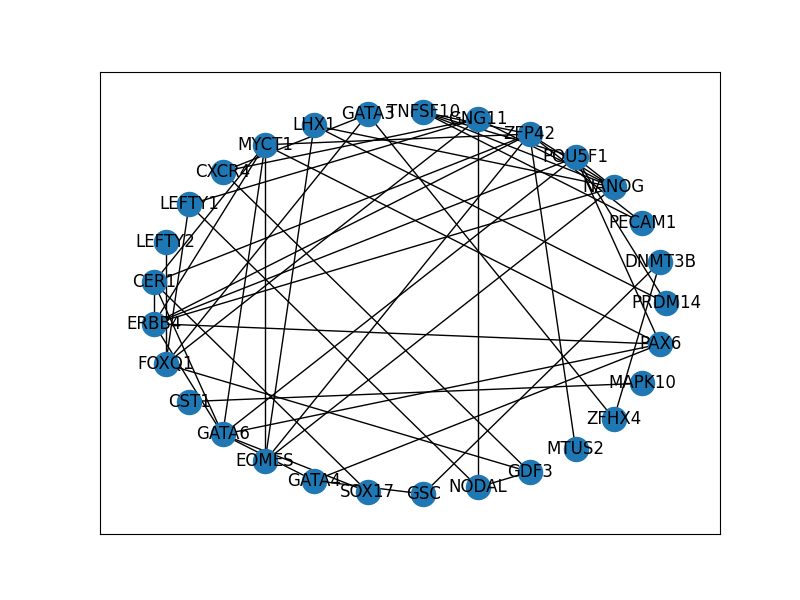 TNFSF10
GATA3
GNG11
LHX1
ZFP42
MYCT1
POU5F1
CXCR4
NANOG
LEFTY1
PECAM1
LEFTY2
DNMT3B
CER1
PRDM14
ERBB4
PAX6
FOXQ1
MAPK10
CST1
ZFHX4
GATA6
MTUS2
EOMES
GDF3
GATA4
NODAL
SOX17
GSC